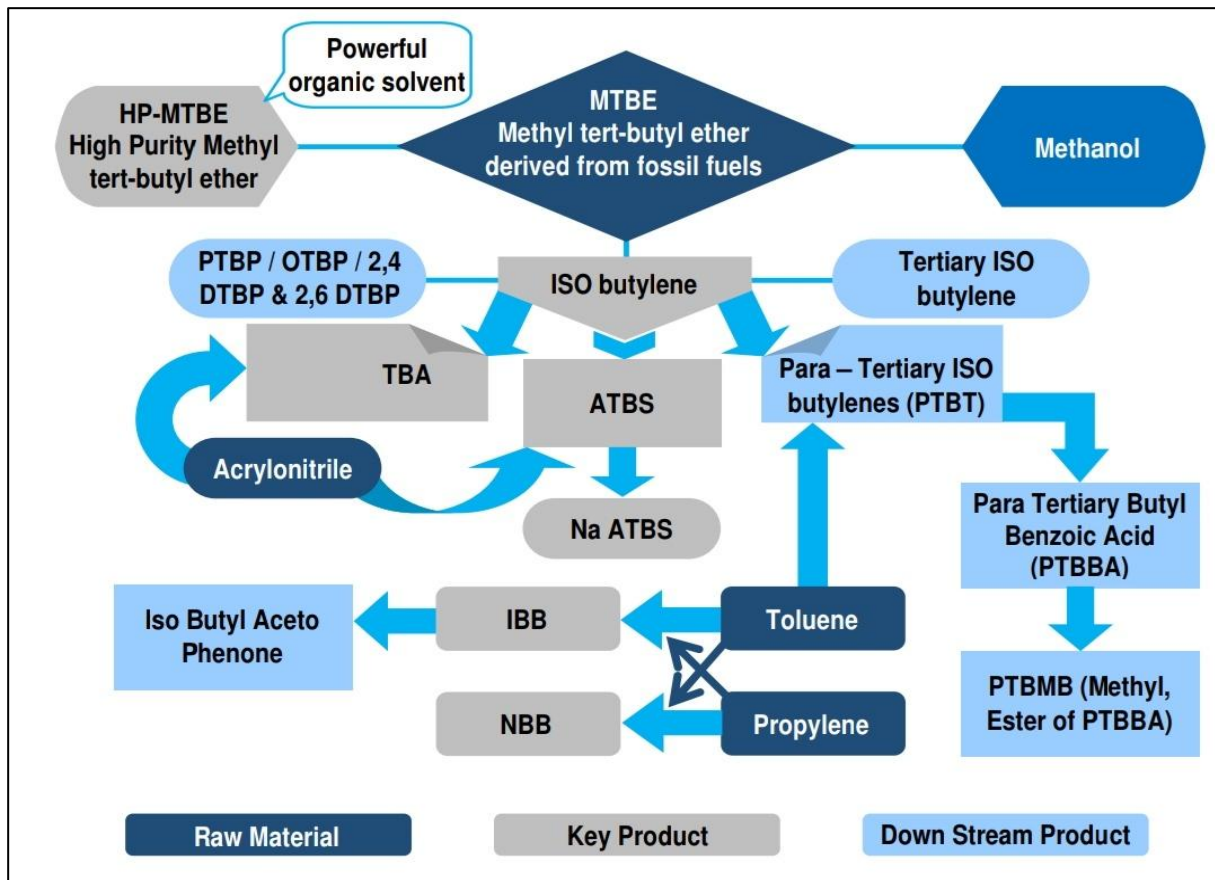 Powerful
organic solvent
HP-MTBE
High Purity Methyl
tert-butyl ether
MTBE
Methyl tert-butyl ether
derived from fossil fuels
Methanol
PTBP / OTBP / 2,4
DTBP & 2,6 DTBP
ISO butylene
Tertiary ISO
butylene
TBA
ATBS
Para – Tertiary ISO
butylenes (PTBT)
Acrylonitrile
Na ATBS
Para Tertiary Butyl
Benzoic Acid
(PTBBA)
Iso Butyl Aceto
Phenone
IBB
Toluene
PTBMB (Methyl,
Ester of PTBBA)
NBB
Propylene
Raw Material
Key Product
Down Stream Product